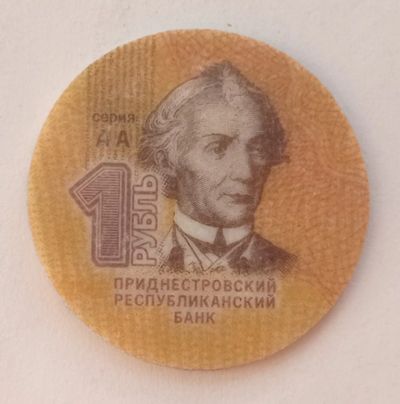 серия
АА
1 РУБЛЬ
ПРИДНЕСТРОВСКИЙ
РЕСПУБЛИКАНСКИЙ
БАНК